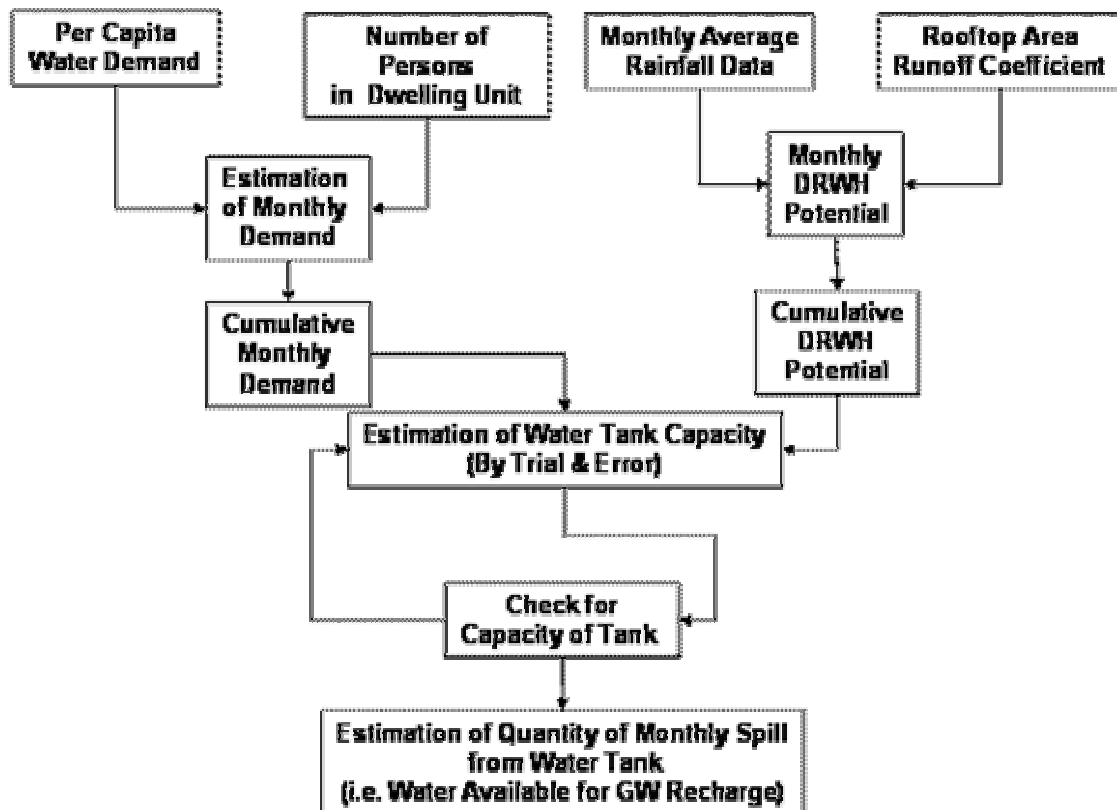 Per Capita
Water Demand
Number of
Persons
in Dwelling Unit
Monthly Average
Rainfall Data
Rooftop Area
Runoff Coefficient
Estimation
of Monthly
Demand
Monthly
DRWH
Potential
Cumulative
Monthly
Demand
Cumulative
DRWH
Potential
Estimation of Water Tank Capacity
(By Trial & Error)
Check for
Capacity of Tank
Estimation of Quantity of Monthly Spill
from Water Tank
(i.e. Water Available for GW Recharge)